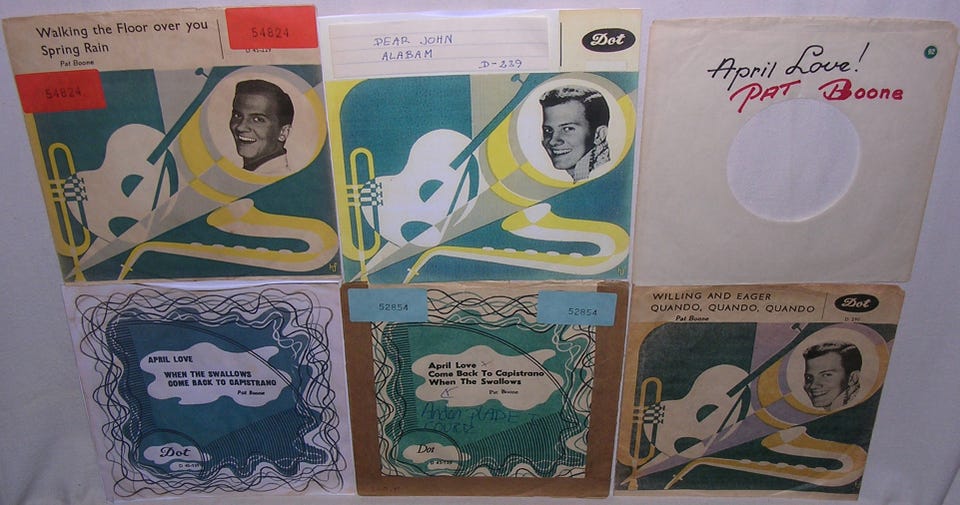 Walking the Floor over you
Spring Rain
Pat Boone
54824
54824
DEAR JOHN
ALABAM
D-239
Dot
April Love!
PAT Boone
92
APRIL LOVE
WHEN THE SWALLOWS
COME BACK TO CAPISTRANO
Pat Boone
Dot
52854
52854
April Love
Come Back To Capistrano
When The Swallows
Pat Boone
Dot
WILLING AND EAGER
QUANDO, QUANDO, QUANDO
Pat Boone
Dot